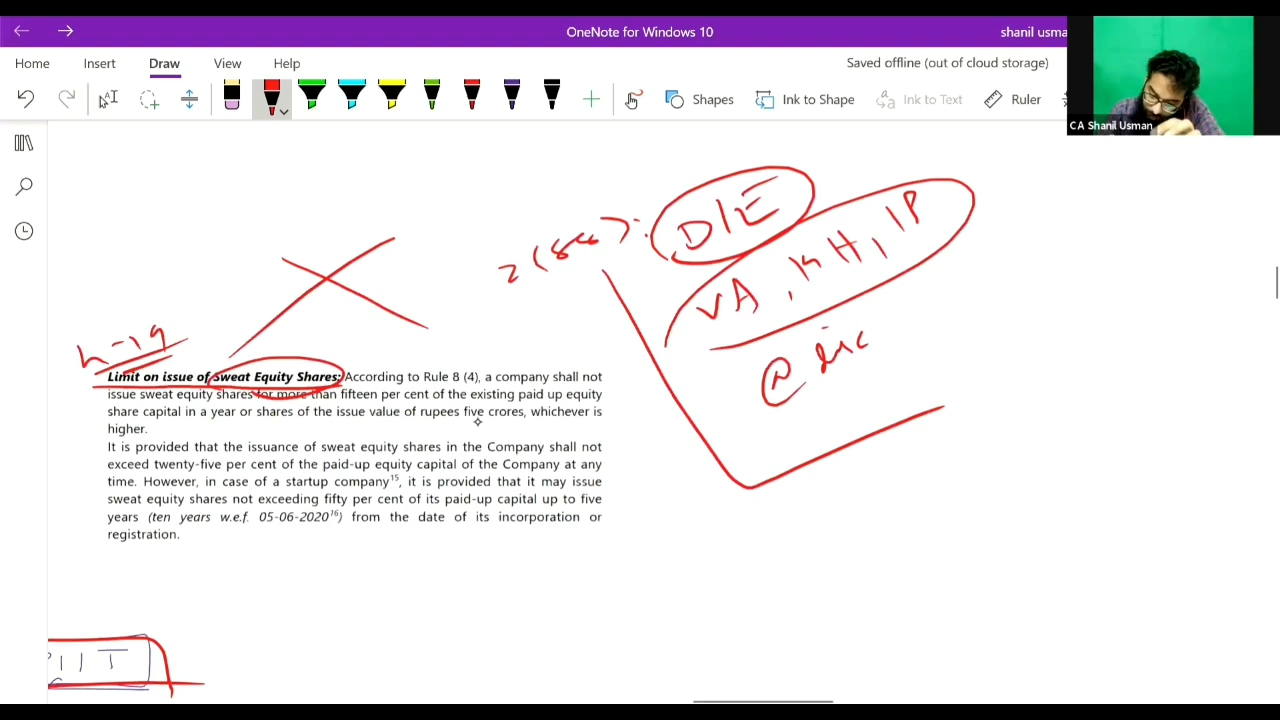 OneNote for Windows 10
shanil usma
Home Insert Draw View Help
Saved offline (out of cloud storage)
Shapes Ink to Shape Ink to Text Ruler
CA Shanil Usman
D/E
2(88)
VA, KH, IP
@ disc
Limit on issue of Sweat Equity Shares: According to Rule 8 (4), a company shall not
issue sweat equity shares for more than fifteen per cent of the existing paid up equity
share capital in a year or shares of the issue value of rupees five crores, whichever is
higher.
It is provided that the issuance of sweat equity shares in the Company shall not
exceed twenty-five per cent of the paid-up equity capital of the Company at any
time. However, in case of a startup company15, it is provided that it may issue
sweat equity shares not exceeding fifty per cent of its paid-up capital up to five
years (ten years w.e.f. 05-06-202016) from the date of its incorporation or
registration.